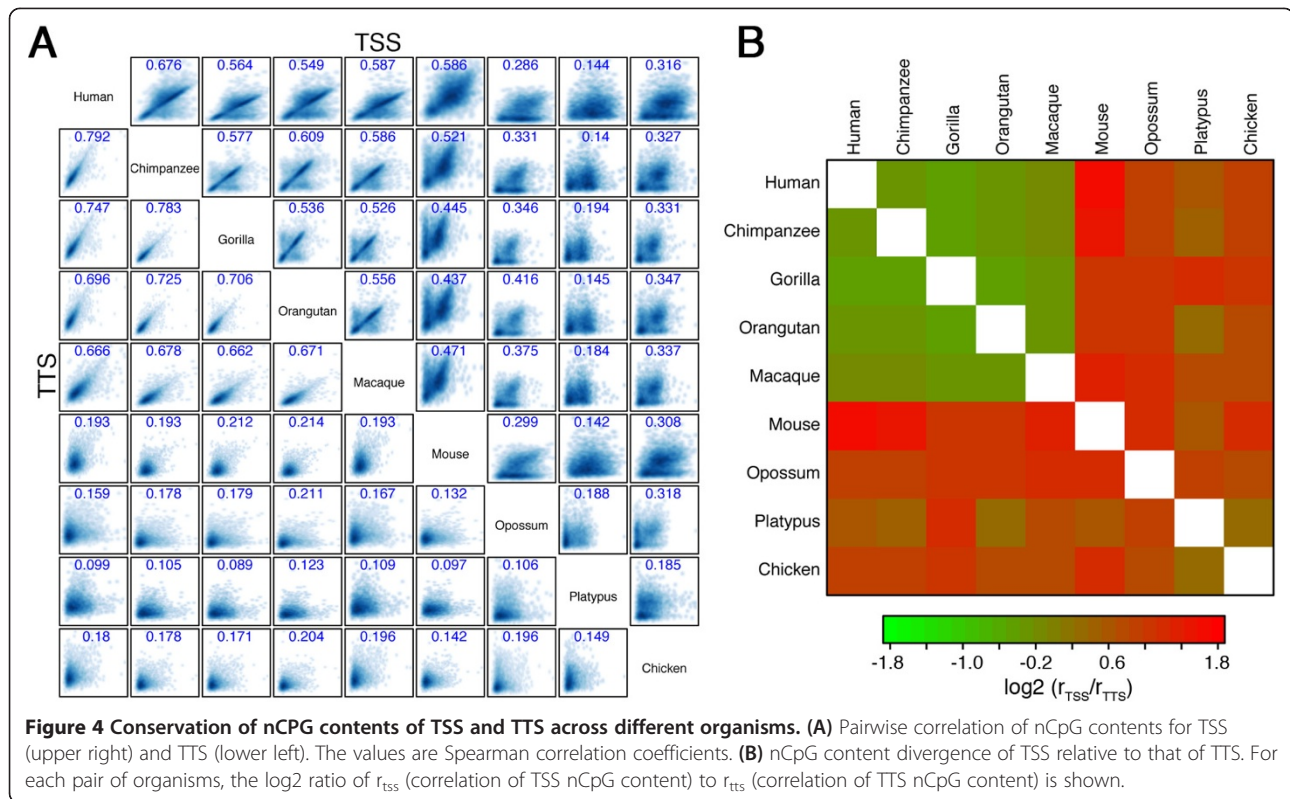 A
TSS
Human 0.676 0.564 0.549 0.587 0.586 0.286 0.144 0.316
0.792 Chimpanzee 0.577 0.609 0.586 0.521 0.331 0.14 0.327
0.747 0.783 Gorilla 0.536 0.526 0.445 0.346 0.194 0.331
0.696 0.725 0.706 Orangutan 0.556 0.437 0.416 0.145 0.347
TTS
0.666 0.678 0.662 0.671 Macaque 0.471 0.375 0.184 0.337
0.193 0.193 0.212 0.214 0.193 Mouse 0.299 0.142 0.308
0.159 0.178 0.179 0.211 0.167 0.132 Opossum 0.188 0.318
0.099 0.105 0.089 0.123 0.109 0.097 0.106 Platypus 0.185
0.18 0.178 0.171 0.204 0.196 0.142 0.196 0.149 Chicken
B
Human
Chimpanzee
Gorilla
Orangutan
Macaque
Mouse
Opossum
Platypus
Chicken
Human
Chimpanzee
Gorilla
Orangutan
Macaque
Mouse
Opossum
Platypus
Chicken
-1.8 -1.0 -0.2 0.6 1.8
log2 (rTSS/rTTS)
Figure 4 Conservation of nCPG contents of TSS and TTS across different organisms. (A) Pairwise correlation of nCpG contents for TSS
(upper right) and TTS (lower left). The values are Spearman correlation coefficients. (B) nCpG content divergence of TSS relative to that of TTS. For
each pair of organisms, the log2 ratio of rtss (correlation of TSS nCpG content) to rtts (correlation of TTS nCpG content) is shown.